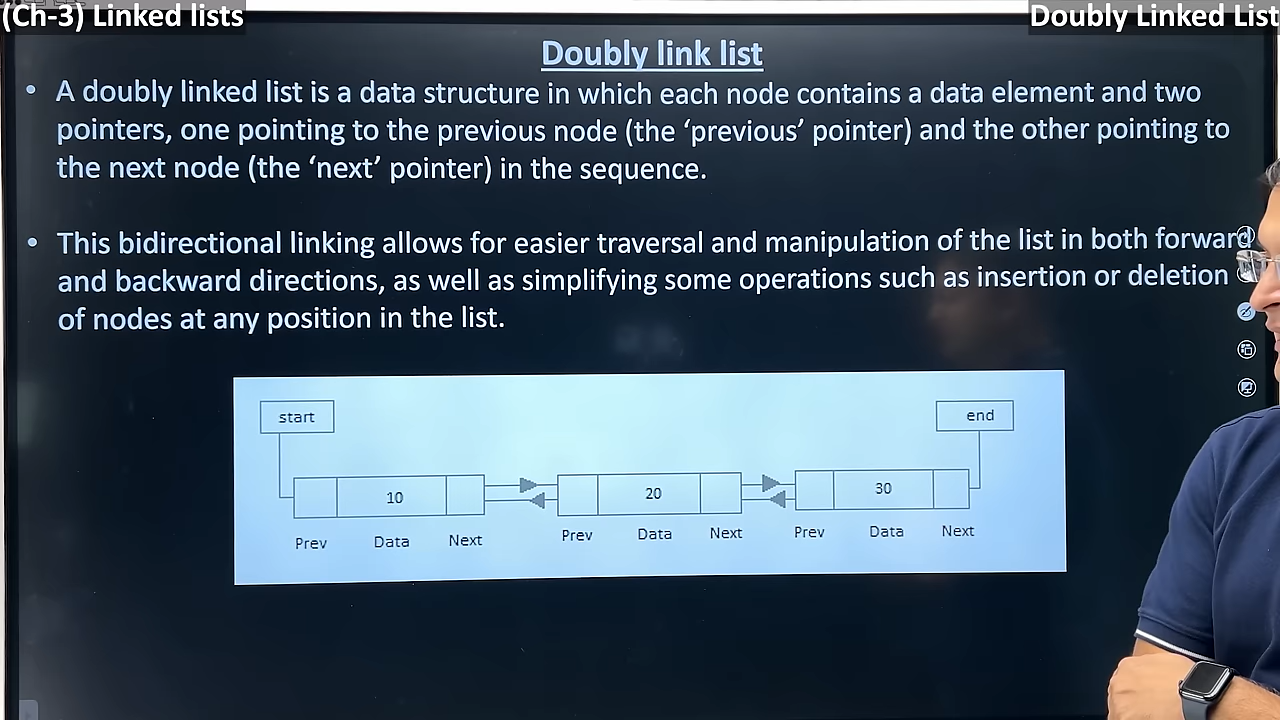 (Ch-3) Linked lists
Doubly Linked List
Doubly link list
• A doubly linked list is a data structure in which each node contains a data element and two
pointers, one pointing to the previous node (the ‘previous’ pointer) and the other pointing to
the next node (the ‘next’ pointer) in the sequence.
• This bidirectional linking allows for easier traversal and manipulation of the list in both forward
and backward directions, as well as simplifying some operations such as insertion or deletion
of nodes at any position in the list.
start
end
10
20
30
Prev Data Next
Prev Data Next
Prev Data Next